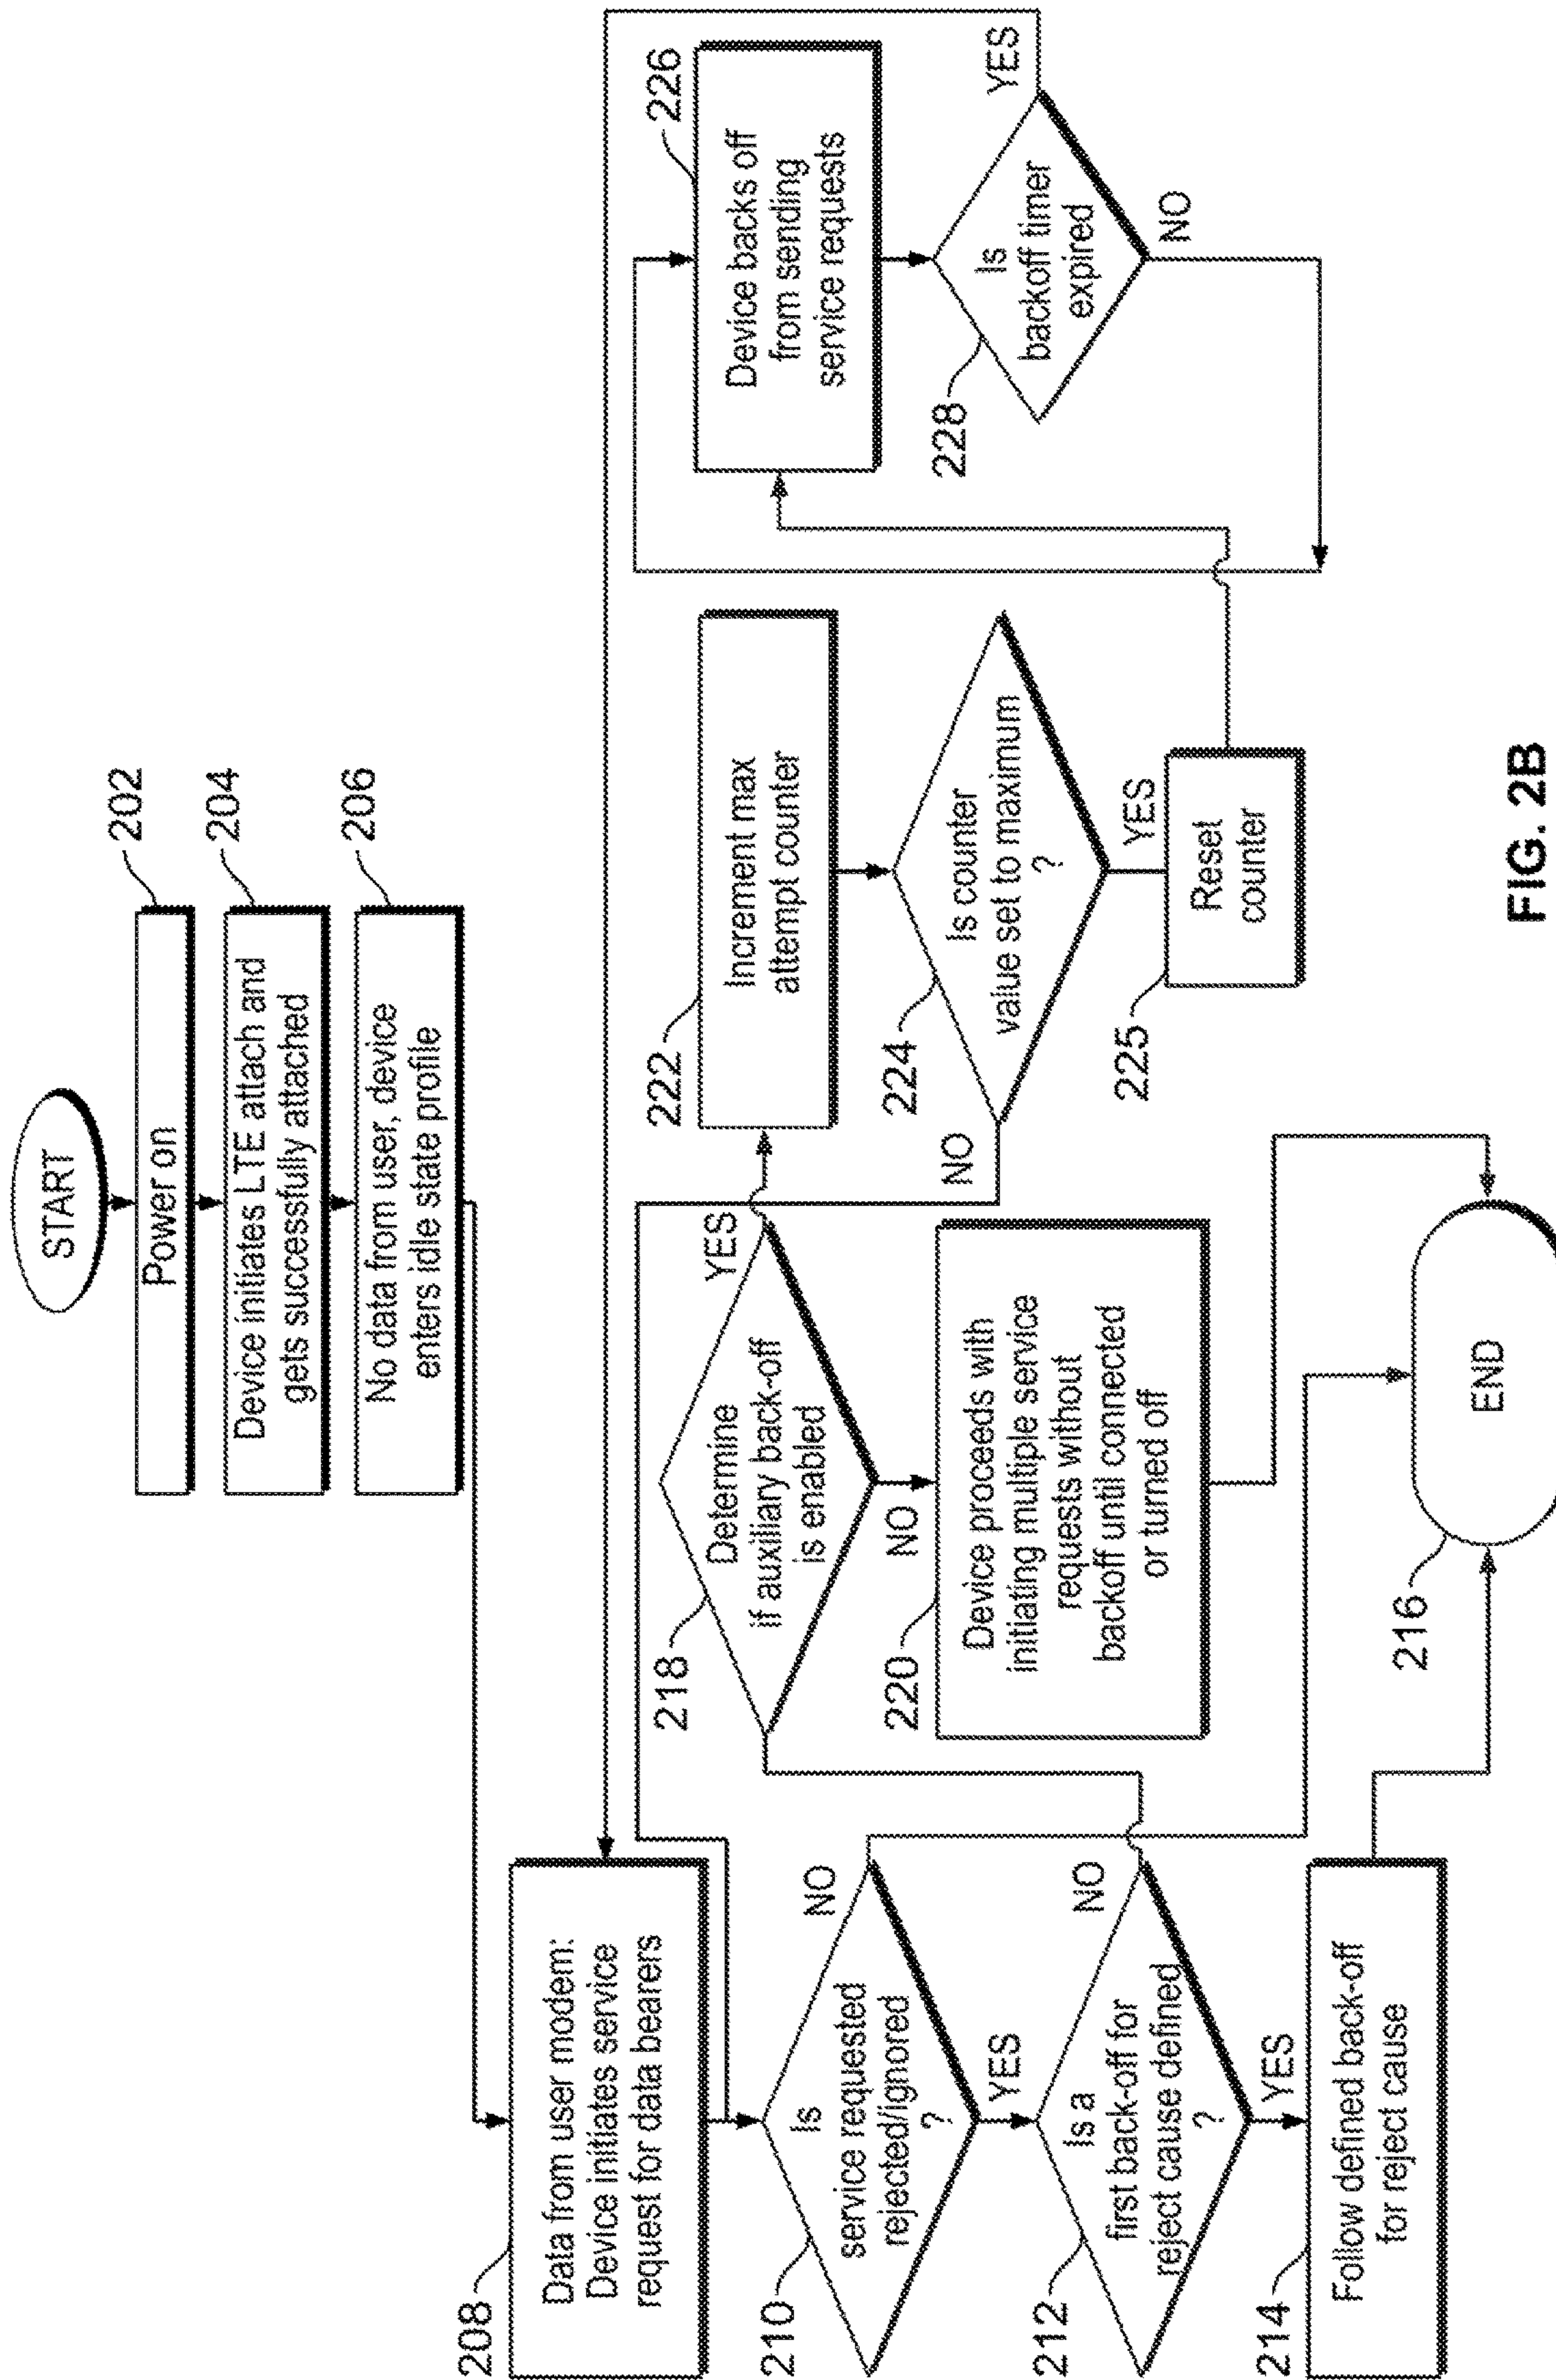 START
Power on
202
Device initiates LTE attach and
gets successfully attached
204
No data from user, device
enters idle state profile
206
208
Data from user modem:
Device initiates service
request for data bearers
210
Is
service requested
rejected/ignored
?
NO
YES
212
Is a
first back-off for
reject cause defined
?
NO
YES
214
Follow defined back-off
for reject cause
218
Determine
if auxiliary back-off
is enabled
YES
NO
220
Device proceeds with
initiating multiple service
requests without
backoff until connected
or turned off
216
END
222
Increment max
attempt counter
224
Is counter
value set to maximum
?
NO
YES
225
Reset
counter
226
Device backs off
from sending
service requests
228
Is
backoff timer
expired
YES
NO
FIG. 2B